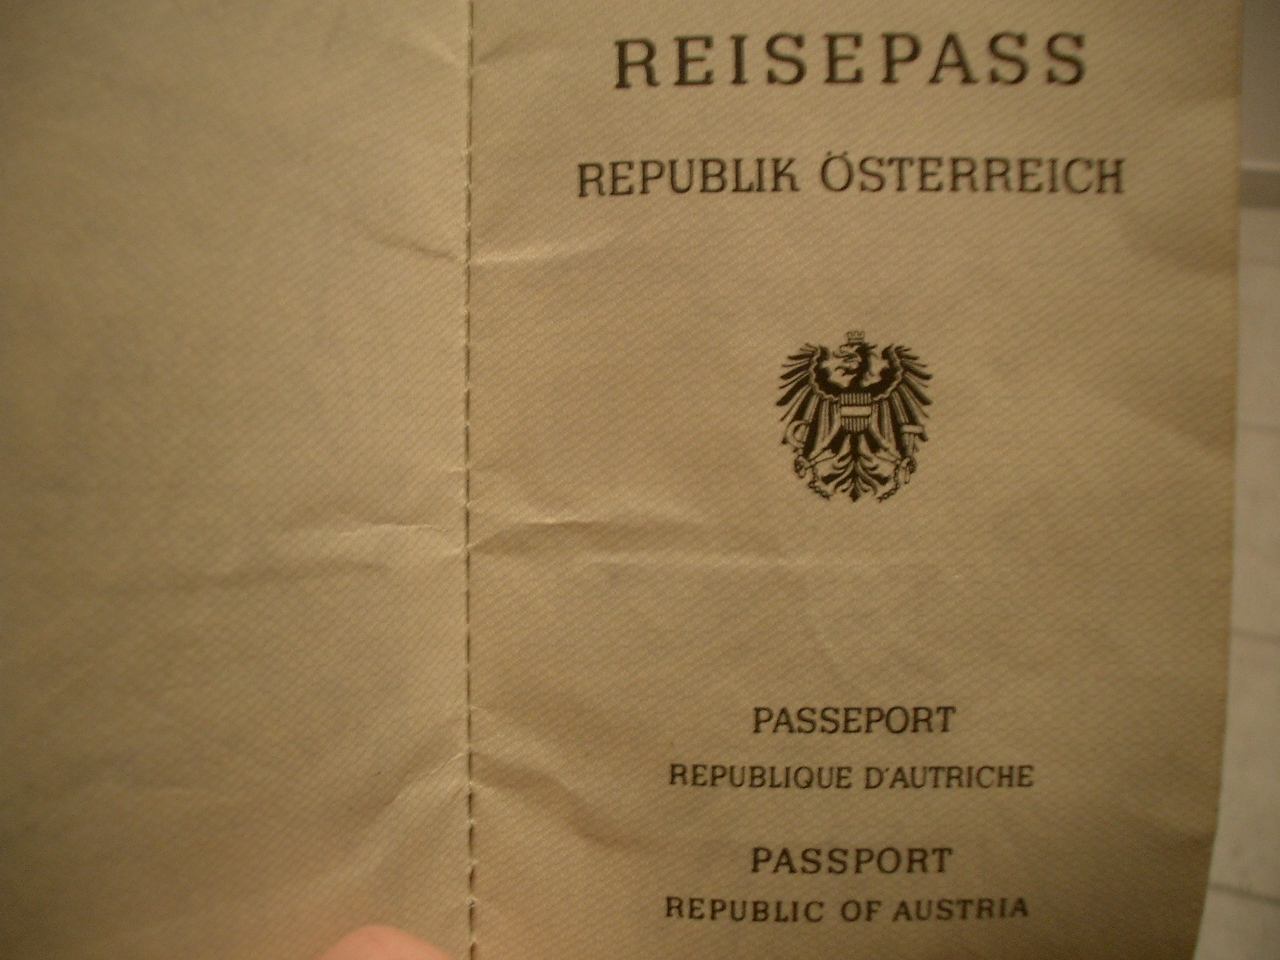 REISEPASS
REPUBLIK ÖSTERREICH
PASSEPORT
REPUBLIQUE D'AUTRICHE
PASSPORT
REPUBLIC OF AUSTRIA